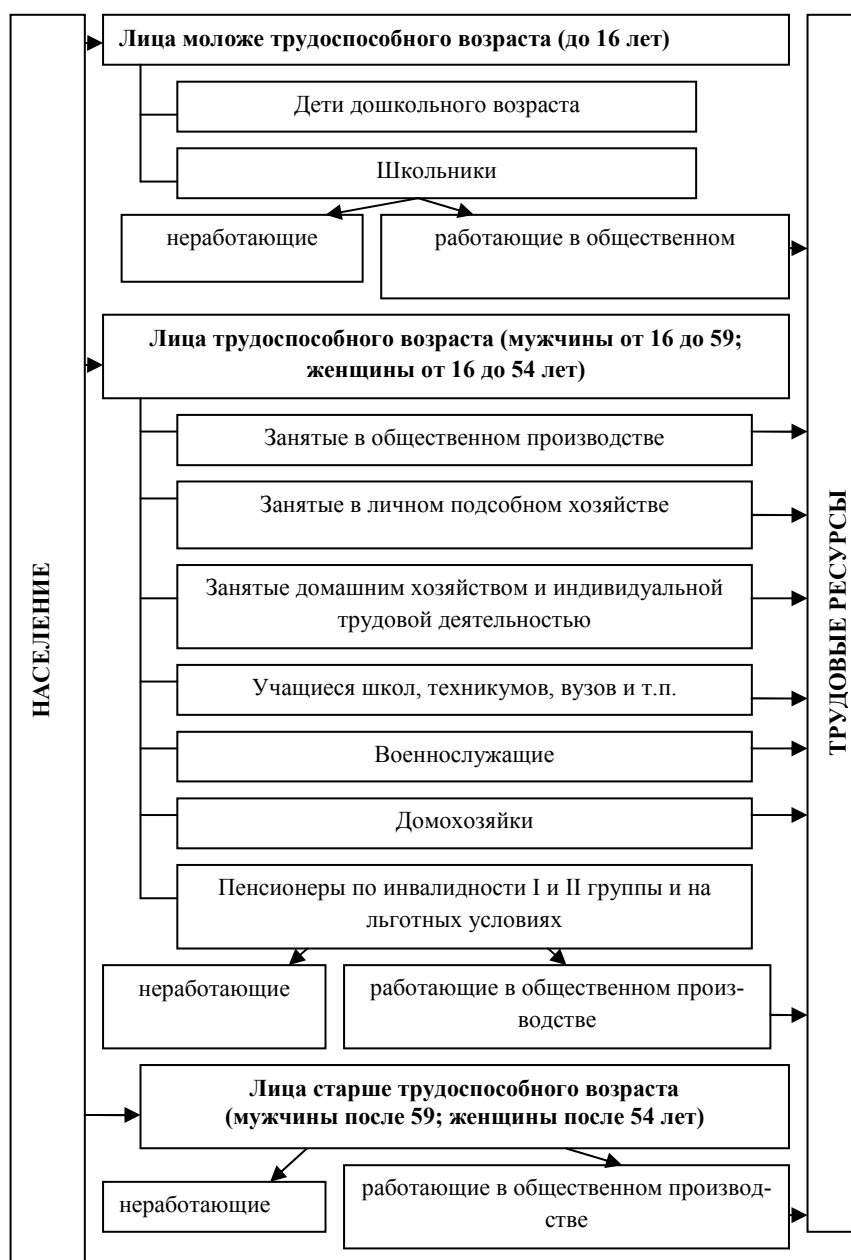 НАСЕЛЕНИЕ
Лица моложе трудоспособного возраста (до 16 лет)
Дети дошкольного возраста
Школьники
неработающие
работающие в общественном
Лица трудоспособного возраста (мужчины от 16 до 59;
женщины от 16 до 54 лет)
Занятые в общественном производстве
Занятые в личном подсобном хозяйстве
Занятые домашним хозяйством и индивидуальной
трудовой деятельностью
Учащиеся школ, техникумов, вузов и т.п.
Военнослужащие
Домохозяйки
Пенсионеры по инвалидности I и II группы и на
льготных условиях
неработающие
работающие в общественном произ-
водстве
Лица старше трудоспособного возраста
(мужчины после 59; женщины после 54 лет)
неработающие
работающие в общественном производ-
стве
ТРУДОВЫЕ РЕСУРСЫ